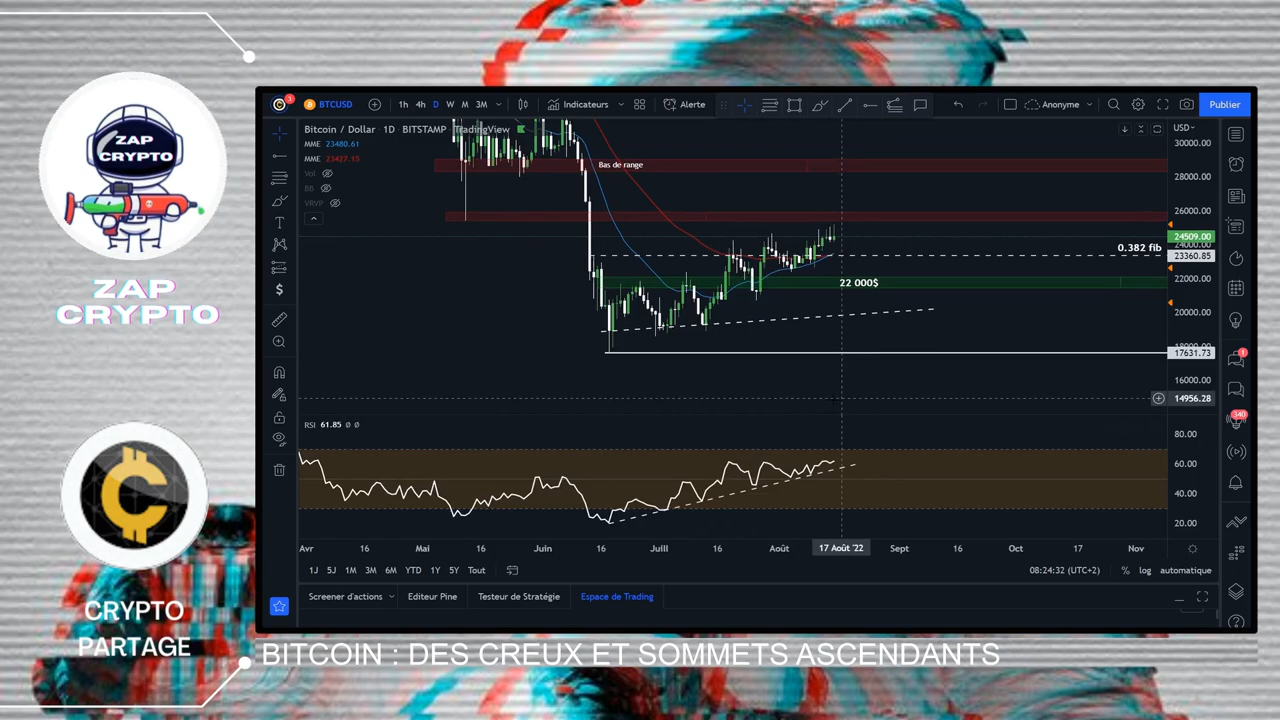 ZAP
CRYPTO
ZAP
CRYPTO
CRYPTO
PARTAGE
3
BTCUSD
1h 4h D W M 3M
Indicateurs
Alerte
Anonyme
Publier
Bitcoin / Dollar · 1D · BITSTAMP TradingView
USD
MME 23480.61
MME 23427.15
Vol
BB
VRVP
Bas de range
0.382 fib
22 000$
30000.00
28000.00
26000.00
24509.00
24000.00
23360.85
22000.00
20000.00
18000.00
17631.73
16000.00
14956.28
RSI 61.85 Ø Ø
80.00
60.00
40.00
20.00
1
340
Avr 16 Mai 16 Juin 16 Juill 16 Août 17 Août '22 Sept 16 Oct 17 Nov
1J 5J 1M 3M 6M YTD 1Y 5Y Tout
08:24:32 (UTC+2) % log automatique
Screener d'actions Editeur Pine Testeur de Stratégie Espace de Trading
BITCOIN : DES CREUX ET SOMMETS ASCENDANTS